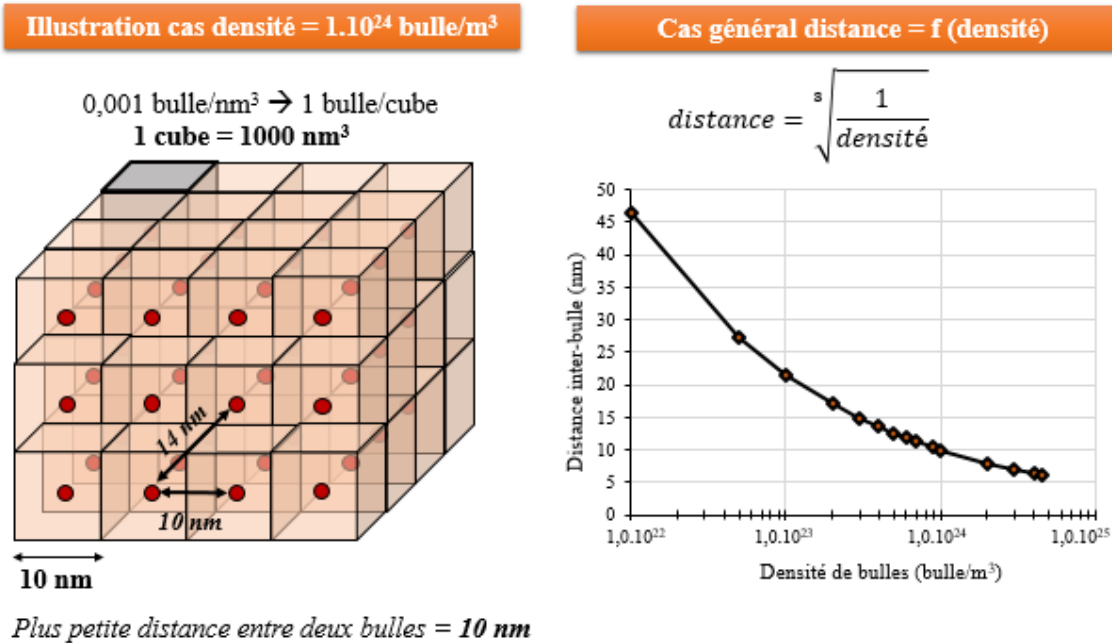 Illustration cas densité = 1.10²⁴ bulle/m³
0,001 bulle/nm³ → 1 bulle/cube
1 cube = 1000 nm³
14 nm
10 nm
10 nm
Plus petite distance entre deux bulles = 10 nm
Cas général distance = f (densité)
distance = ∛(1/densité)
Distance inter-bulle (nm)
50
45
40
35
30
25
20
15
10
5
0
1,0.10²² 1,0.10²³ 1,0.10²⁴ 1,0.10²⁵
Densité de bulles (bulle/m³)